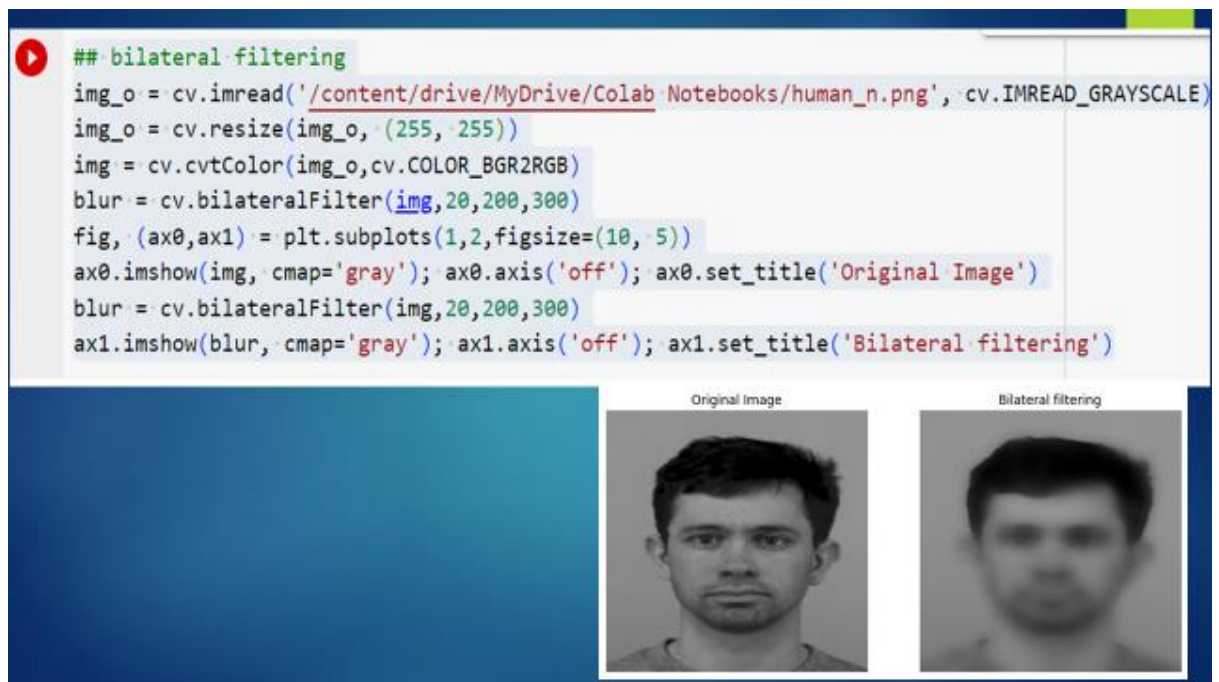 ## bilateral filtering
img_o = cv.imread('/content/drive/MyDrive/Colab Notebooks/human_n.png', cv.IMREAD_GRAYSCALE)
img_o = cv.resize(img_o, (255, 255))
img = cv.cvtColor(img_o,cv.COLOR_BGR2RGB)
blur = cv.bilateralFilter(img,20,200,300)
fig, (ax0,ax1) = plt.subplots(1,2,figsize=(10, 5))
ax0.imshow(img, cmap='gray'); ax0.axis('off'); ax0.set_title('Original Image')
blur = cv.bilateralFilter(img,20,200,300)
ax1.imshow(blur, cmap='gray'); ax1.axis('off'); ax1.set_title('Bilateral filtering')
Original Image
Bilateral filtering